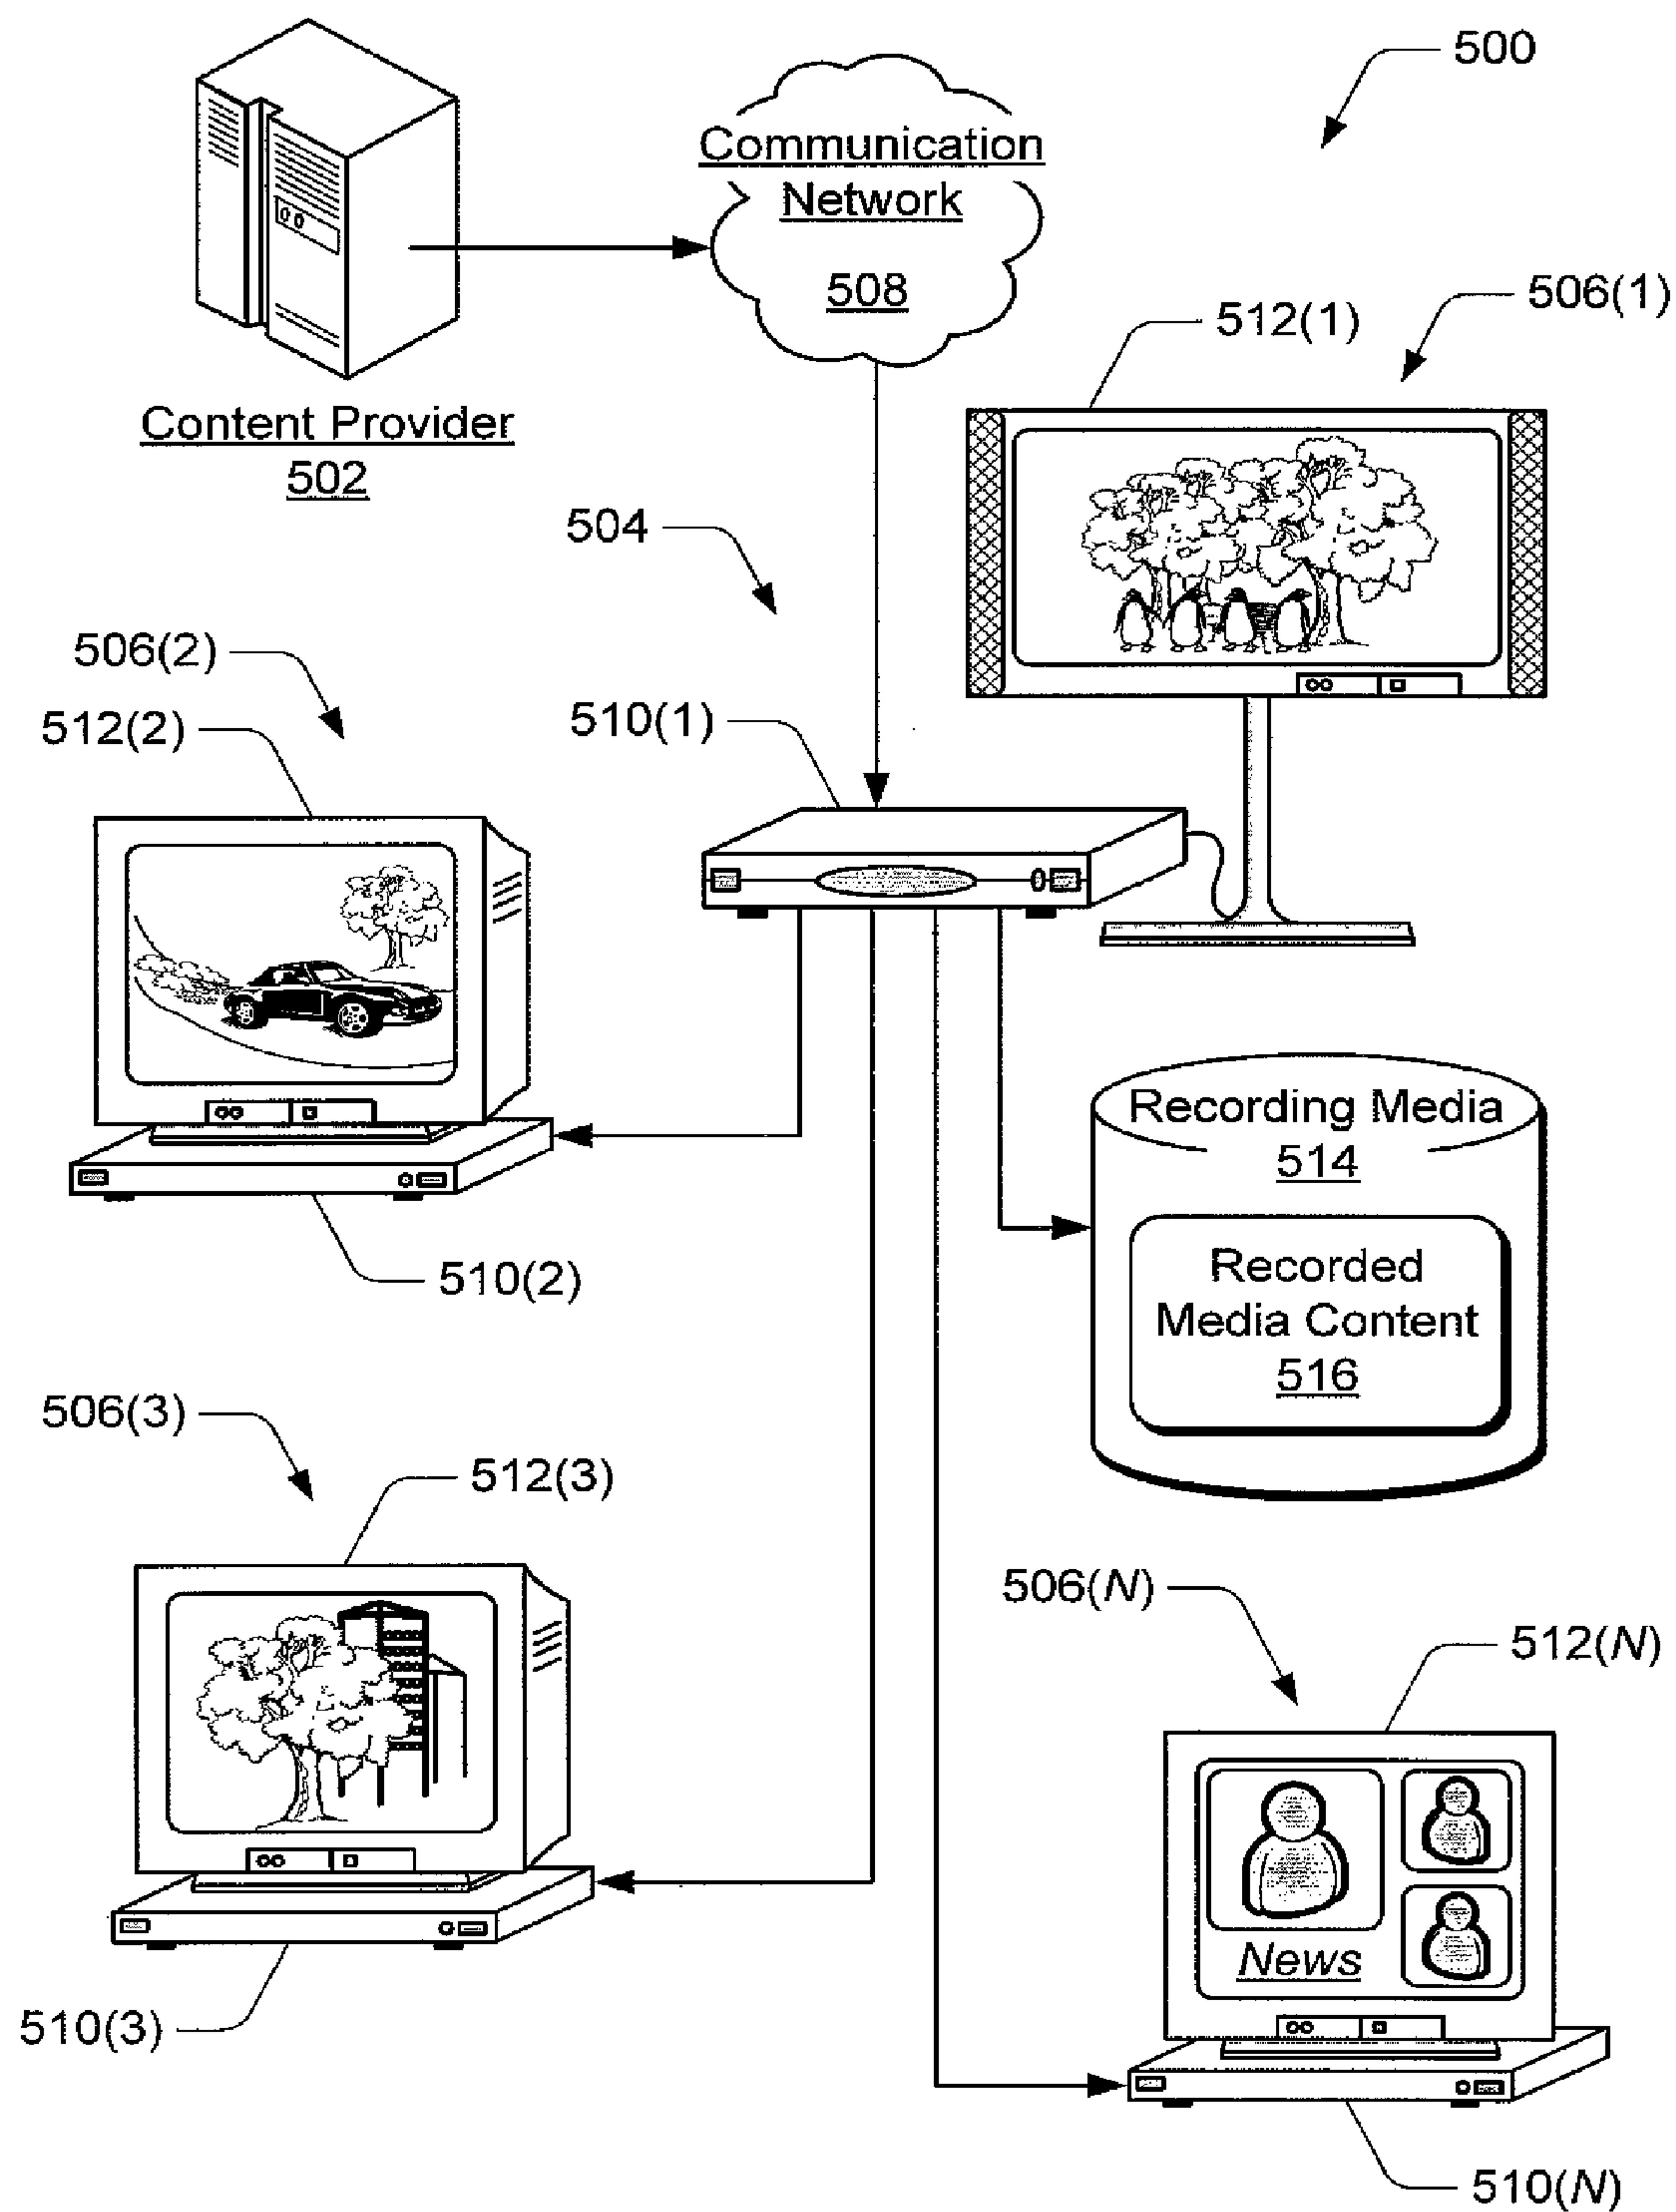 500
Communication
Network
508
506(1)
512(1)
Content Provider
502
504
506(2)
512(2)
510(1)
Recording Media
514
510(2)
Recorded
Media Content
516
506(3)
512(3)
506(N)
512(N)
News
510(3)
510(N)